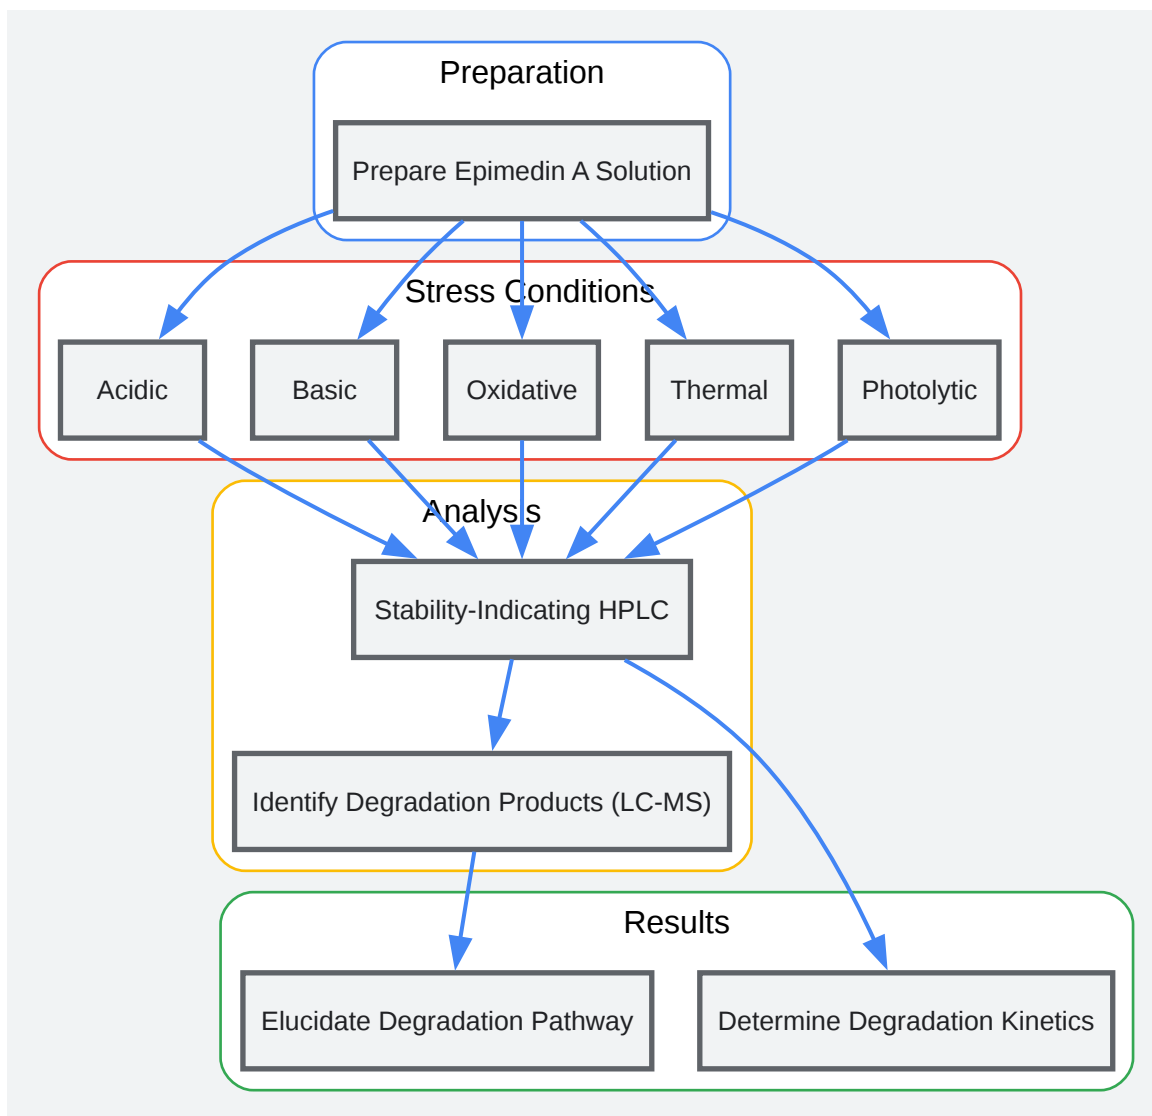 Preparation
Prepare Epimedin A Solution
Stress Conditions
Acidic
Basic
Oxidative
Thermal
Photolytic
Analysis
Stability-Indicating HPLC
Identify Degradation Products (LC-MS)
Results
Elucidate Degradation Pathway
Determine Degradation Kinetics